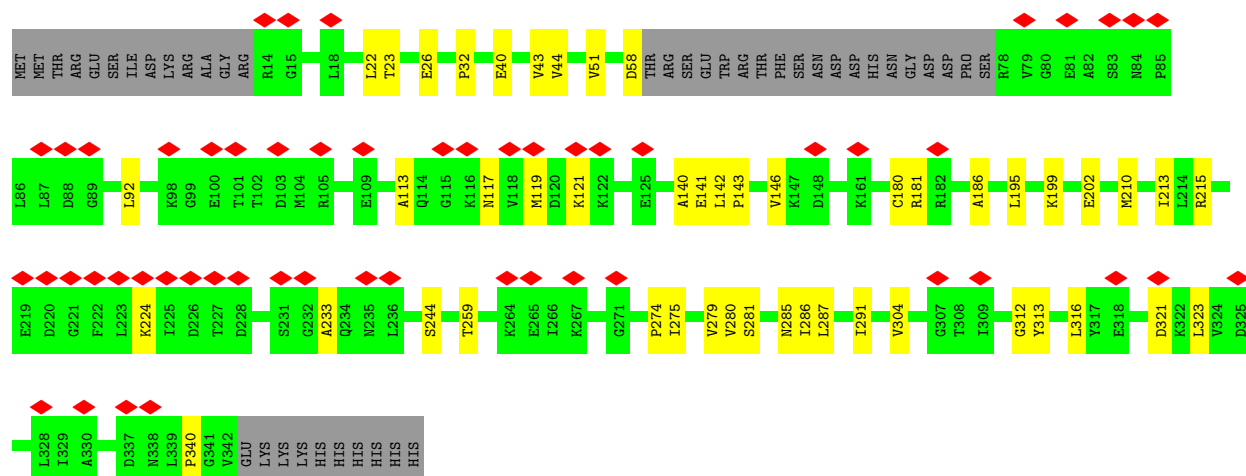 MET MET THR ARG GLU SER ILE ASP LYS ARG ALA GLY ARG R14 G15 L18 L22 T23 E26 P32 E40 V43 V44 V51 D58 THR ARG SER GLU TRP ARG THR PHE SER ASN ASP ASP HIS ASN GLY ASP ASP PRO SER R78 V79 G80 E81 A82 S83 N84 P85
L86 L87 D88 G89 L92 K98 G99 E100 T101 T102 D103 M104 R105 E109 A113 Q114 G115 K116 N117 V118 M119 D120 K121 K122 E125 A140 E141 L142 P143 V146 K147 D148 K161 C180 R181 R182 A186 L195 K199 E202 M210 I213 L214 R215
E219 D220 G221 F222 L223 K224 I225 D226 T227 D228 S231 G232 A233 Q234 N235 L236 S244 T259 K264 E265 I266 K267 G271 P274 I275 V279 V280 S281 N285 I286 L287 I291 V304 G307 T308 I309 G312 Y313 L316 Y317 E318 D321 K322 L323 V324 D325
L328 I329 A330 D337 N338 L339 P340 G341 V342 GLU LYS LYS LYS HIS HIS HIS HIS HIS HIS